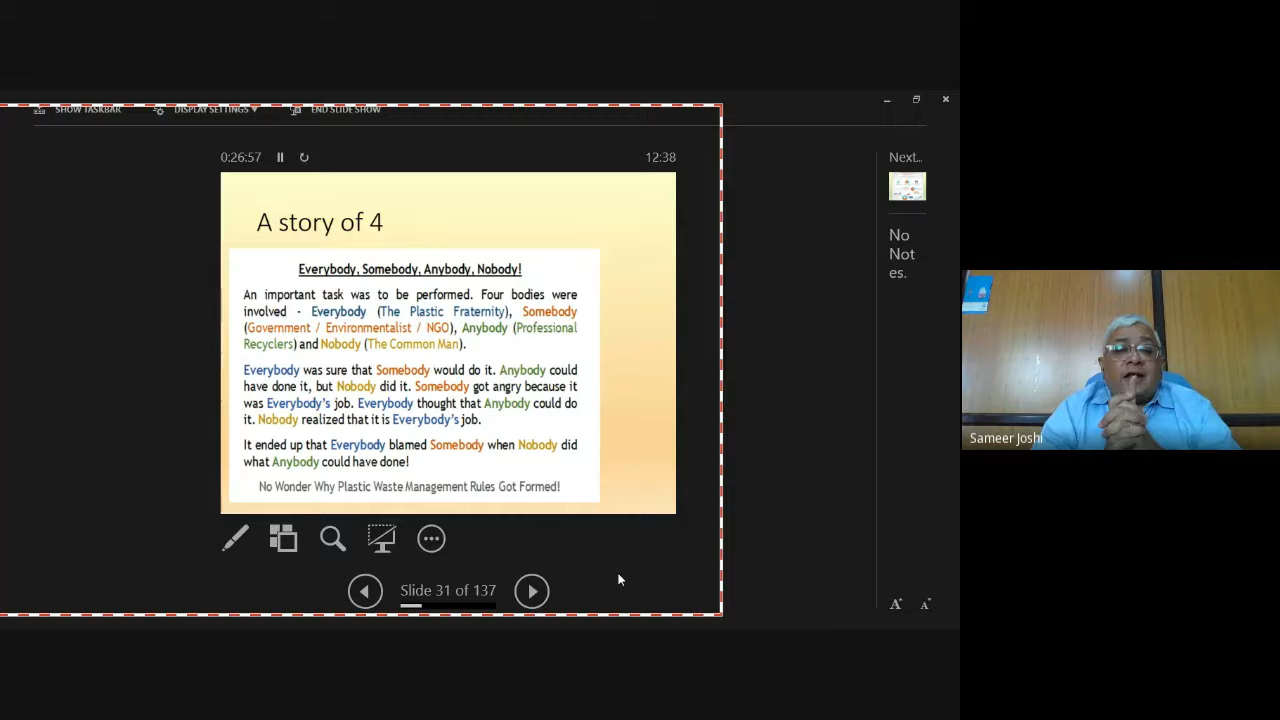 SHOW TASKBAR DISPLAY SETTINGS END SLIDE SHOW
0:26:57 12:38
A story of 4
Everybody, Somebody, Anybody, Nobody!
An important task was to be performed. Four bodies were
involved - Everybody (The Plastic Fraternity), Somebody
(Government / Environmentalist / NGO), Anybody (Professional
Recyclers) and Nobody (The Common Man).
Everybody was sure that Somebody would do it. Anybody could
have done it, but Nobody did it. Somebody got angry because it
was Everybody's job. Everybody thought that Anybody could do
it. Nobody realized that it is Everybody's job.
It ended up that Everybody blamed Somebody when Nobody did
what Anybody could have done!
No Wonder Why Plastic Waste Management Rules Got Formed!
Slide 31 of 137
Next...
No
Not
es.
A A
Sameer Joshi